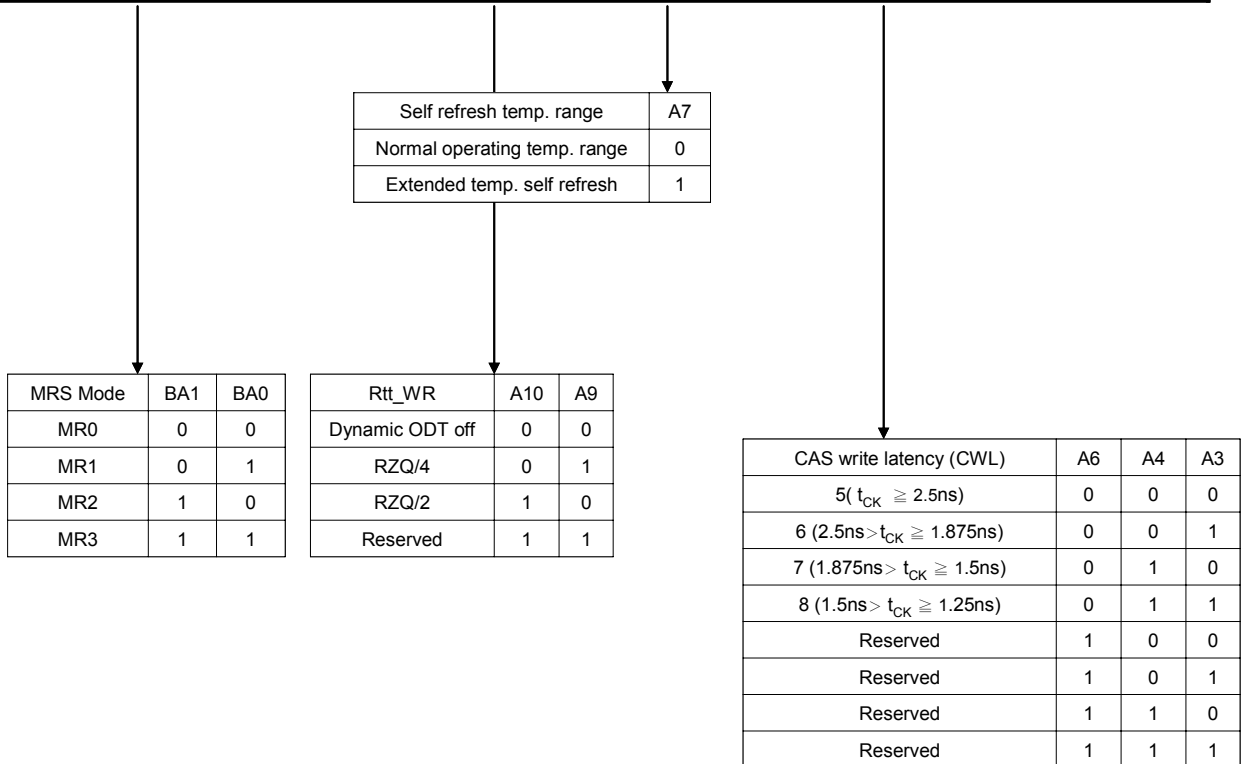 Self refresh temp. range A7
Normal operating temp. range 0
Extended temp. self refresh 1
MRS Mode BA1 BA0
MR0 0 0
MR1 0 1
MR2 1 0
MR3 1 1
Rtt_WR A10 A9
Dynamic ODT off 0 0
RZQ/4 0 1
RZQ/2 1 0
Reserved 1 1
CAS write latency (CWL) A6 A4 A3
5( tCK ≧ 2.5ns) 0 0 0
6 (2.5ns>tCK ≧ 1.875ns) 0 0 1
7 (1.875ns> tCK ≧ 1.5ns) 0 1 0
8 (1.5ns> tCK ≧ 1.25ns) 0 1 1
Reserved 1 0 0
Reserved 1 0 1
Reserved 1 1 0
Reserved 1 1 1